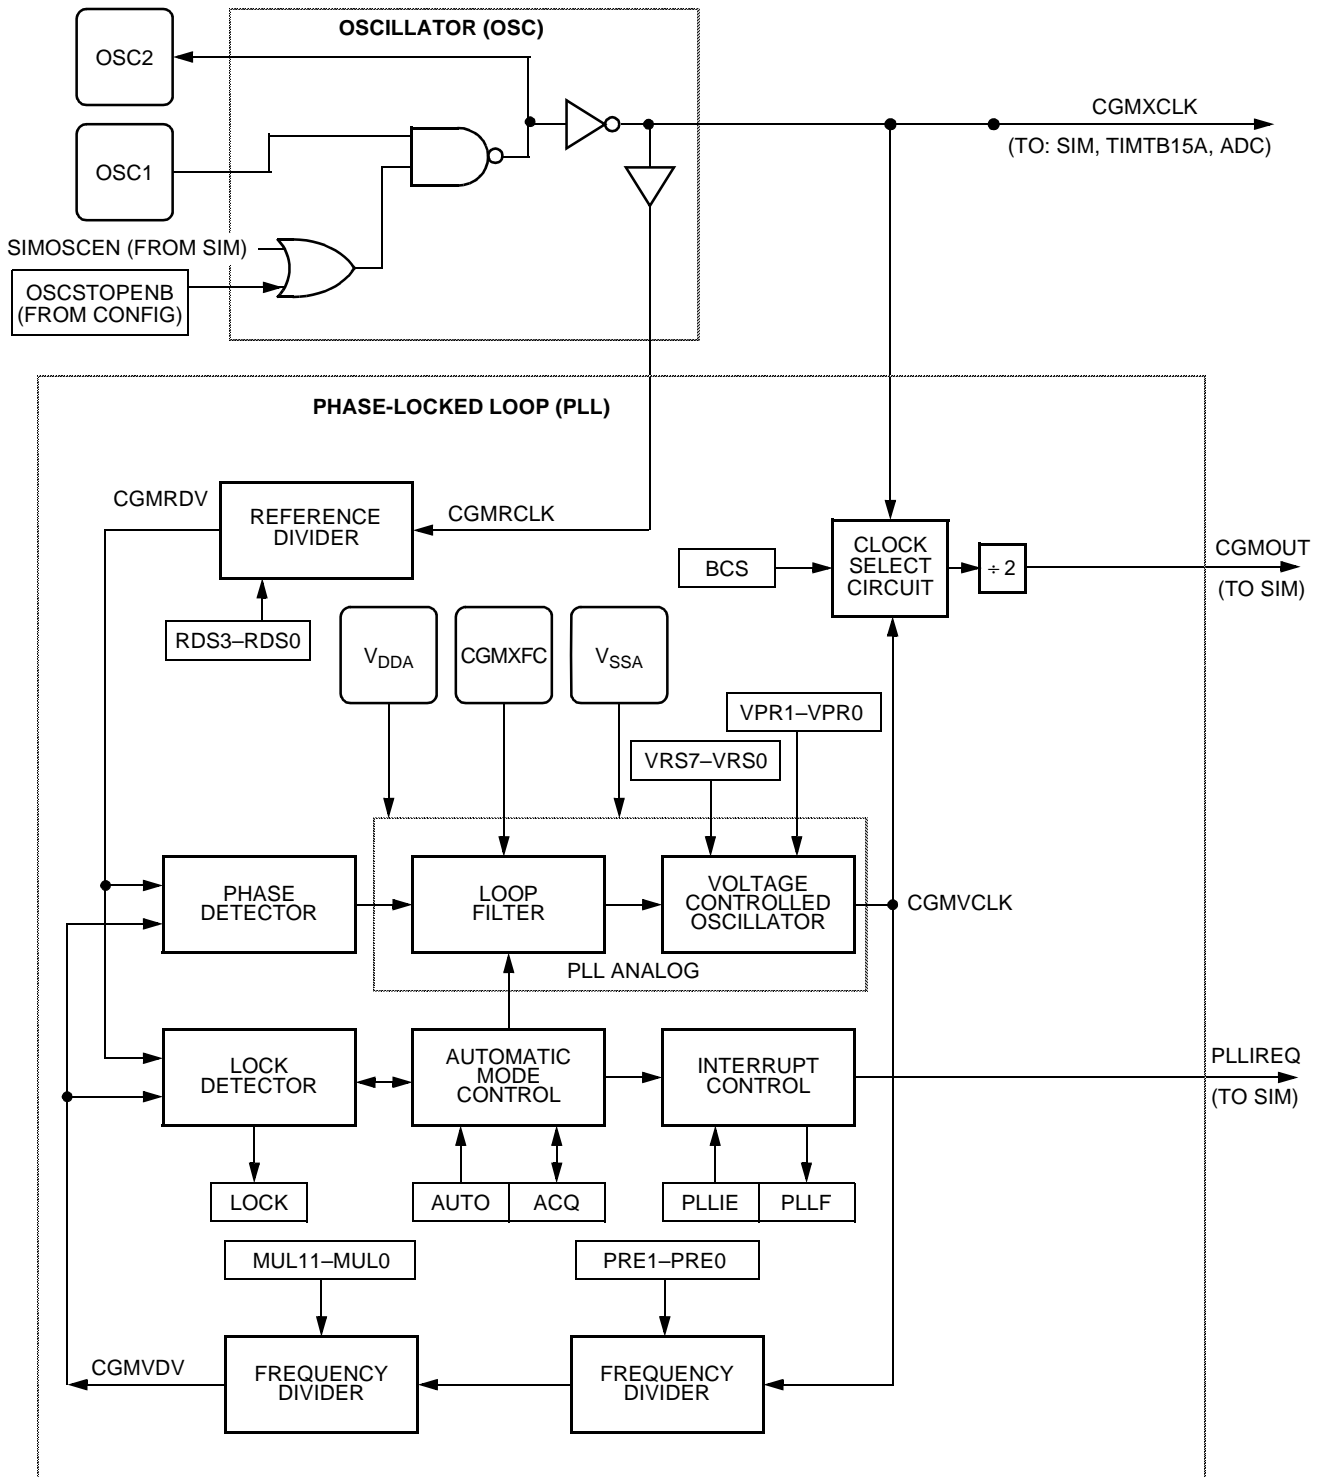 OSCILLATOR (OSC)
OSC2
CGMXCLK
(TO: SIM, TIMTB15A, ADC)
OSC1
SIMOSCEN (FROM SIM)
OSCSTOPENB
(FROM CONFIG)
PHASE-LOCKED LOOP (PLL)
CGMRDV
REFERENCE
DIVIDER
CGMRCLK
CLOCK
SELECT
CIRCUIT
BCS
÷ 2
CGMOUT
(TO SIM)
RDS3–RDS0
VDDA
CGMXFC
VSSA
VPR1–VPR0
VRS7–VRS0
PHASE
DETECTOR
LOOP
FILTER
VOLTAGE
CONTROLLED
OSCILLATOR
CGMVCLK
PLL ANALOG
LOCK
DETECTOR
AUTOMATIC
MODE
CONTROL
INTERRUPT
CONTROL
PLLIREQ
(TO SIM)
LOCK
AUTO
ACQ
PLLIE
PLLF
MUL11–MUL0
PRE1–PRE0
CGMVDV
FREQUENCY
DIVIDER
FREQUENCY
DIVIDER